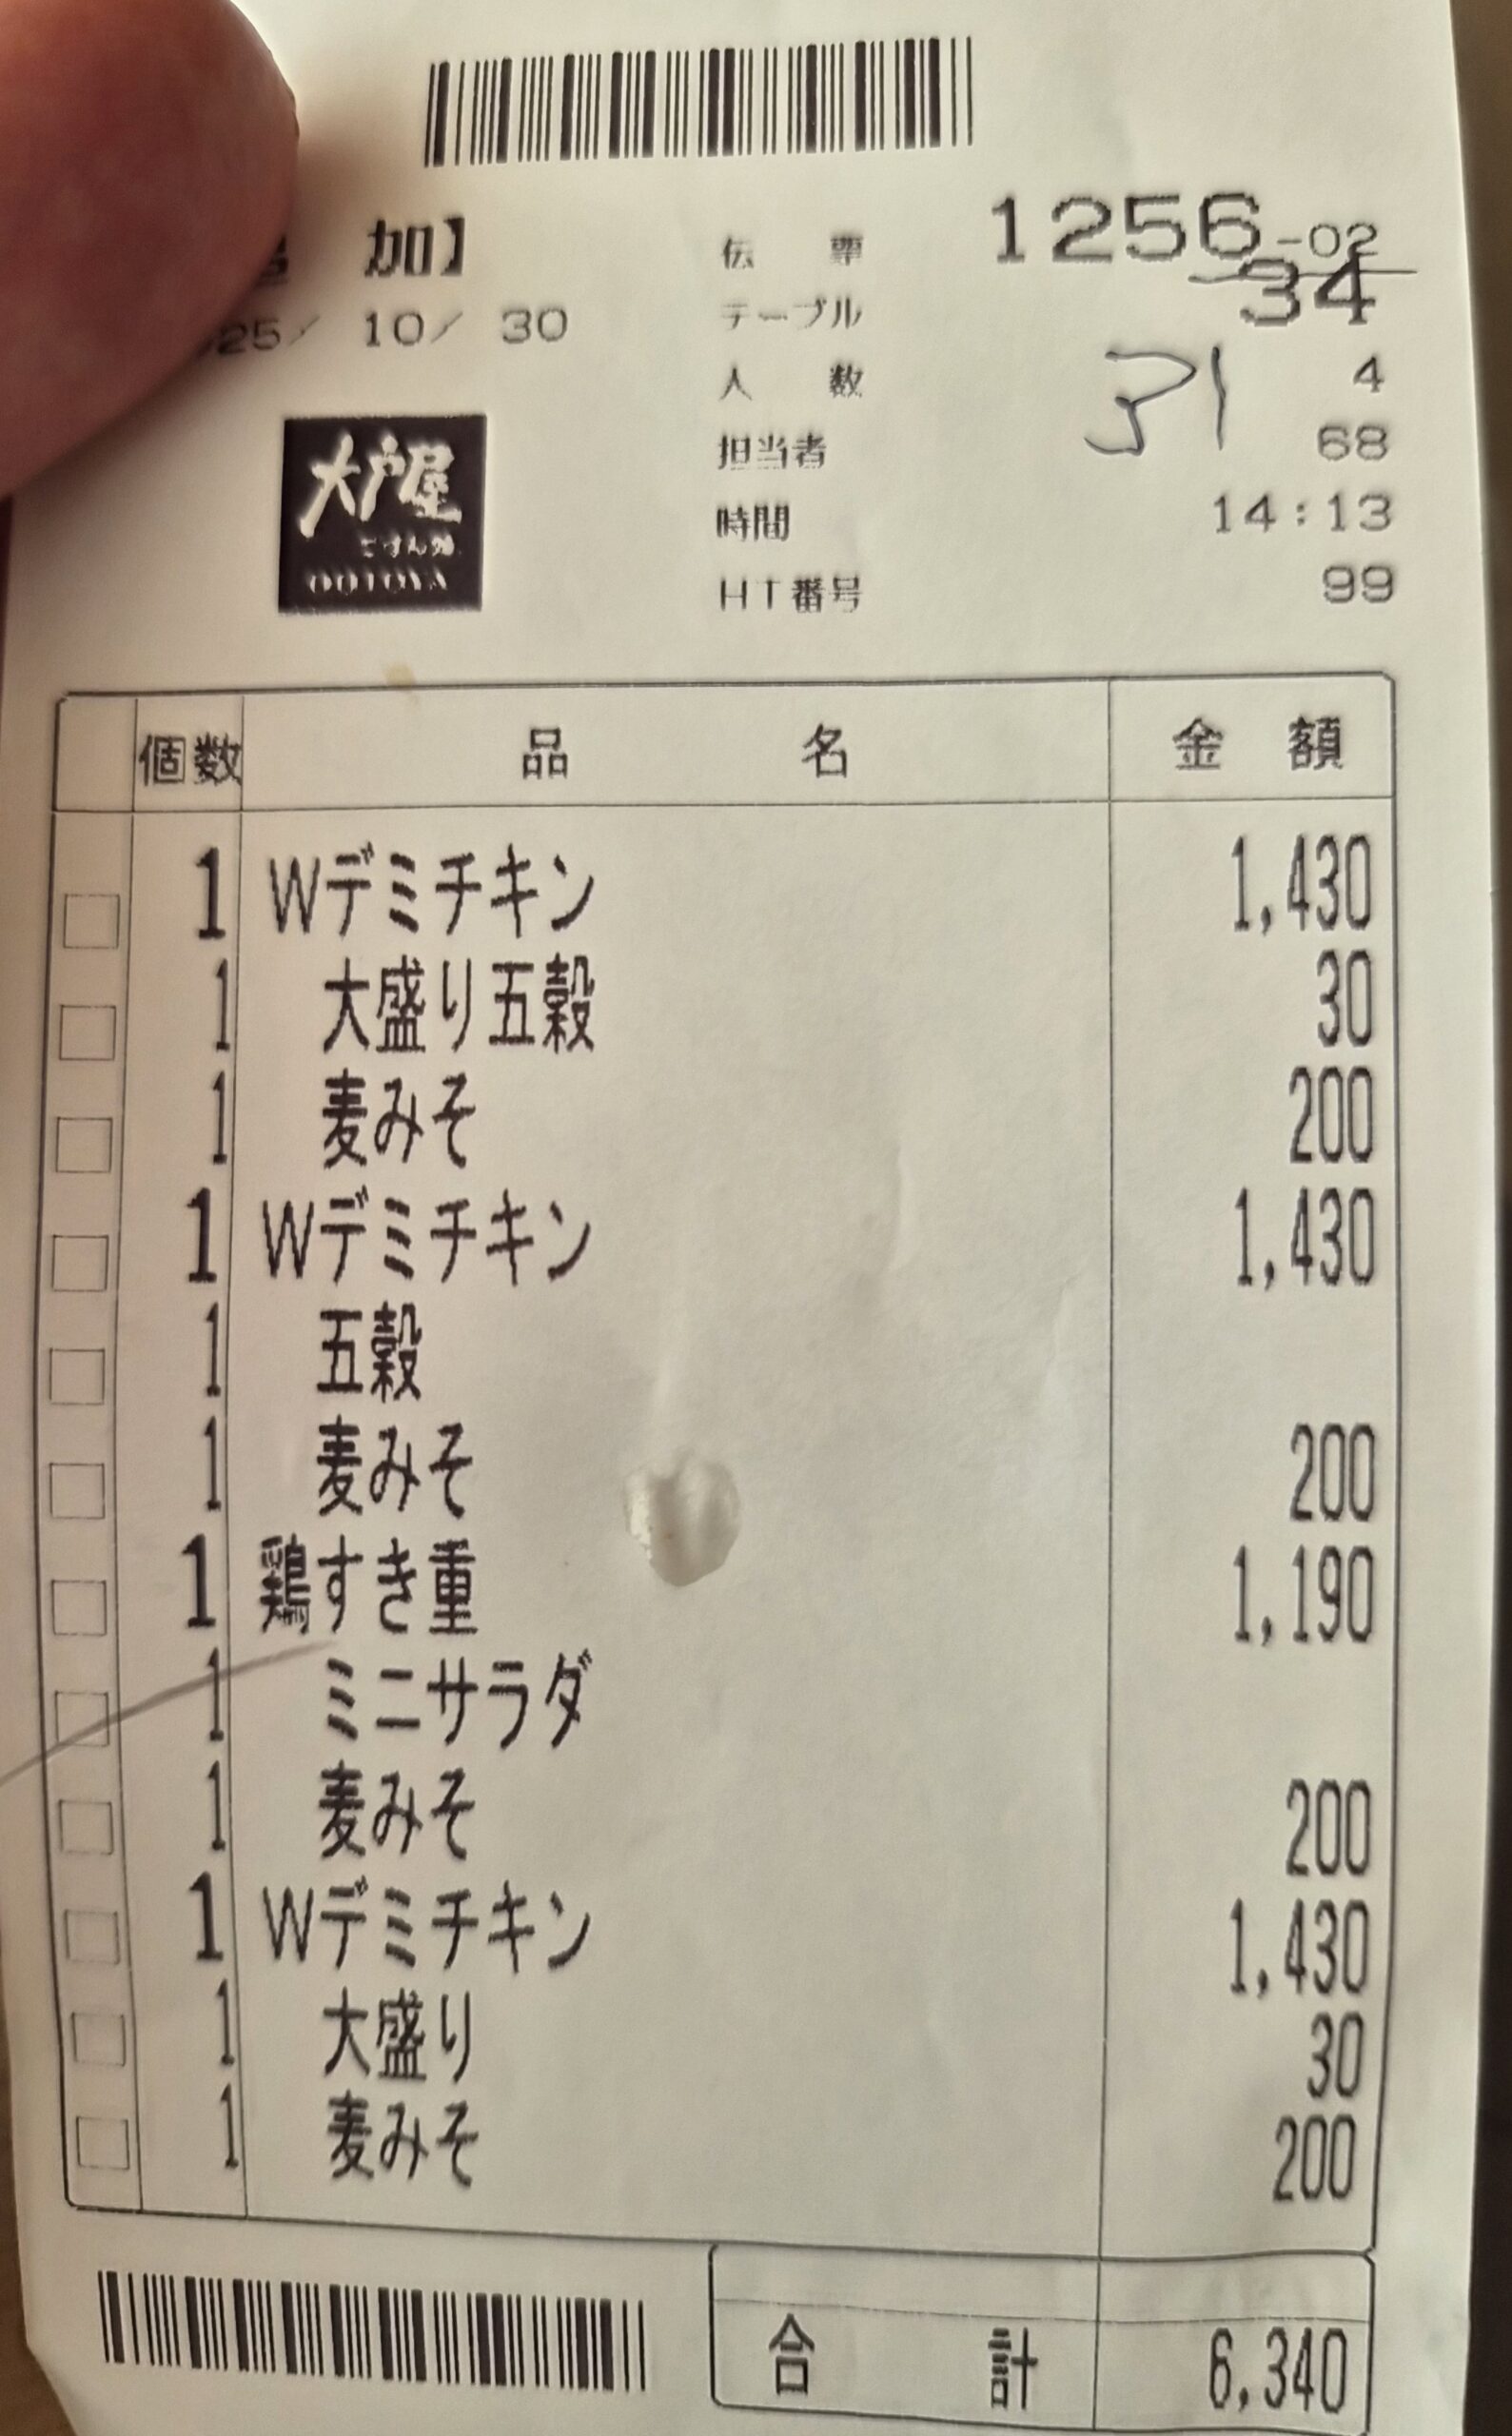 加】
25/ 10/ 30
伝票 1256-02
テーブル 34
31
人数 4
担当者 68
時間 14:13
HT番号 99
大戸屋
ごはん処
OOTOYA
個数 品名 金額
1 Wデミチキン 1,430
1 大盛り五穀 30
1 麦みそ 200
1 Wデミチキン 1,430
1 五穀
1 麦みそ 200
1 鶏すき重 1,190
1 ミニサラダ
1 麦みそ 200
1 Wデミチキン 1,430
1 大盛り 30
1 麦みそ 200
合計 6,340